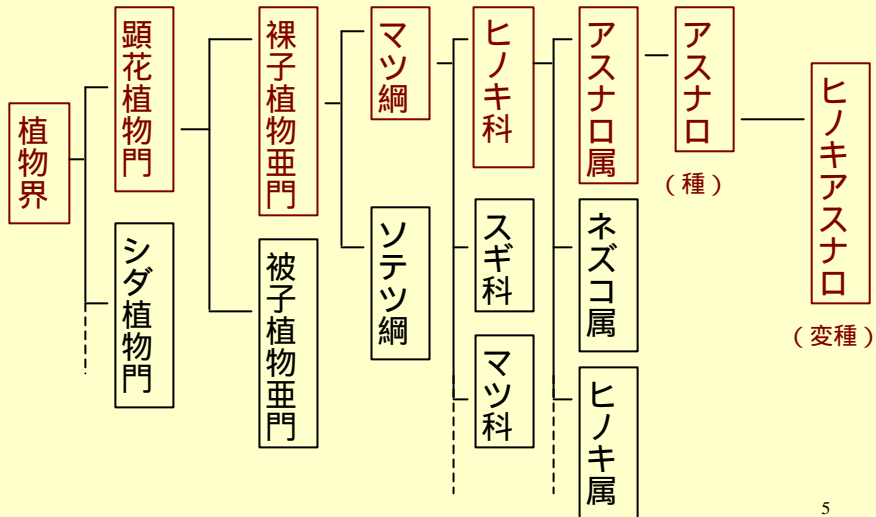 植物界
顕花植物門
シダ植物門
裸子植物亜門
被子植物亜門
マツ綱
ソテツ綱
ヒノキ科
スギ科
マツ科
アスナロ属
ネズコ属
ヒノキ属
アスナロ
（種）
ヒノキアスナロ
（変種）
5